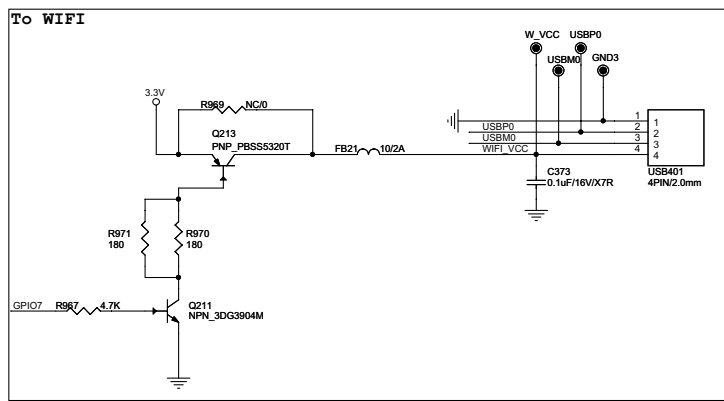 To WIFI
W_VCC
USBP0
USBM0
GND3
3.3V
R969
NC/0
Q213
PNP_PBSS5320T
FB21
10/2A
USBP0
USBM0
WIFI_VCC
1
2
3
4
1
2
3
4
USB401
4PIN/2.0mm
C373
0.1uF/16V/X7R
R971
180
R970
180
GPIO7
R967
4.7K
Q211
NPN_3DG3904M